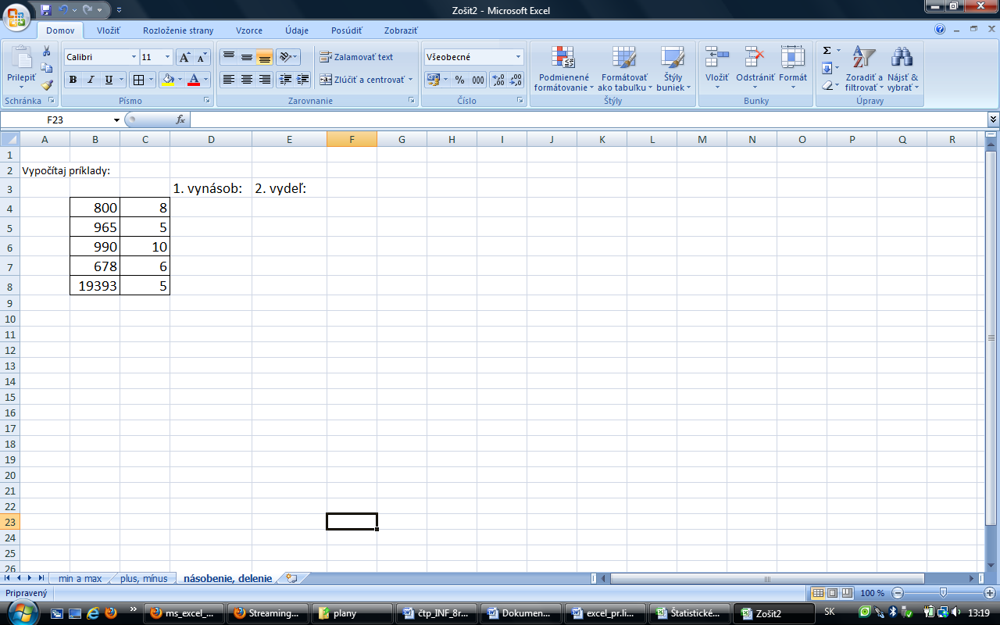 Zošit2 - Microsoft Excel
Domov Vložiť Rozloženie strany Vzorce Údaje Posúdiť Zobraziť
Prilepiť
Calibri 11
Zalamovať text
Všeobecné
B I U
Zlúčiť a centrovať
% 000
Podmienené formátovanie
Formátovať ako tabuľku
Štýly buniek
Vložiť Odstrániť Formát
Zoradiť a filtrovať
Nájsť & vybrať
Schránka Písmo Zarovnanie Číslo Štýly Bunky Úpravy
F23 fx
A B C D E F G H I J K L M N O P Q R
1
2 Vypočítaj príklady:
3 1. vynásob: 2. vydeľ:
4 800 8
5 965 5
6 990 10
7 678 6
8 19393 5
9
10
11
12
13
14
15
16
17
18
19
20
21
22
23
24
25
26
min a max plus, mínus násobenie, delenie
Pripravený 100 %
ms_excel_... Streaming... plany čtp_INF_8r... Dokumen... excel_pr.li... Štatistické... Zošit2 SK 13:19